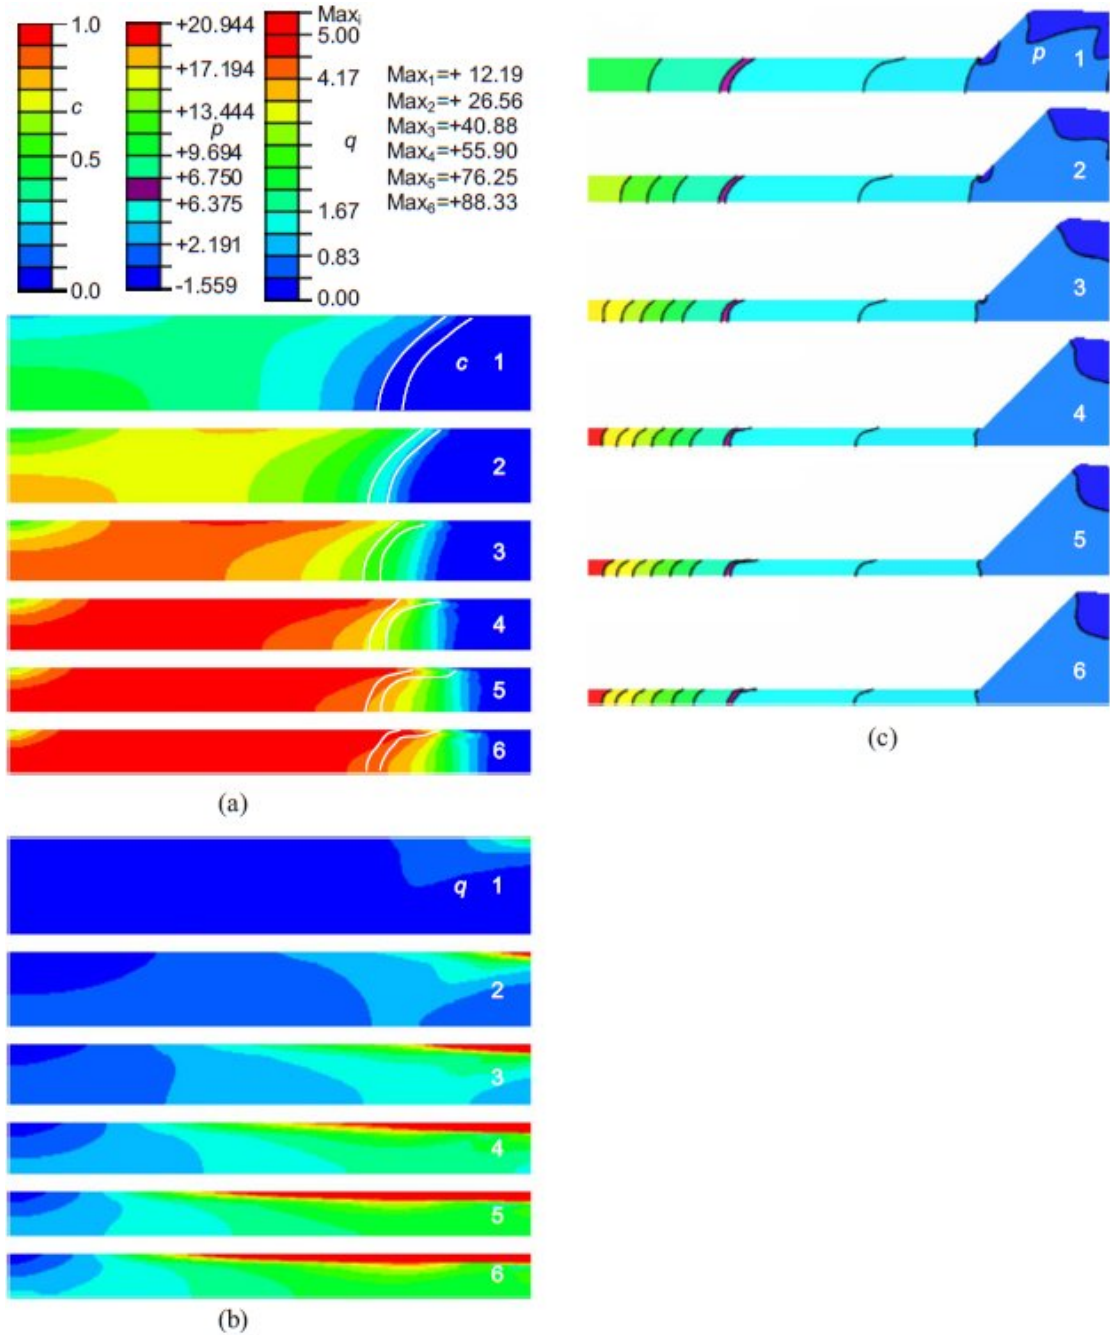 1.0
c
0.5
0.0
+20.944
+17.194
+13.444
p
+9.694
+6.750
+6.375
+2.191
-1.559
Maxi
5.00
4.17
q
1.67
0.83
0.00
Max1=+ 12.19
Max2=+ 26.56
Max3=+40.88
Max4=+55.90
Max5=+76.25
Max6=+88.33
c 1
2
3
4
5
6
(a)
q 1
2
3
4
5
6
(b)
p 1
2
3
4
5
6
(c)